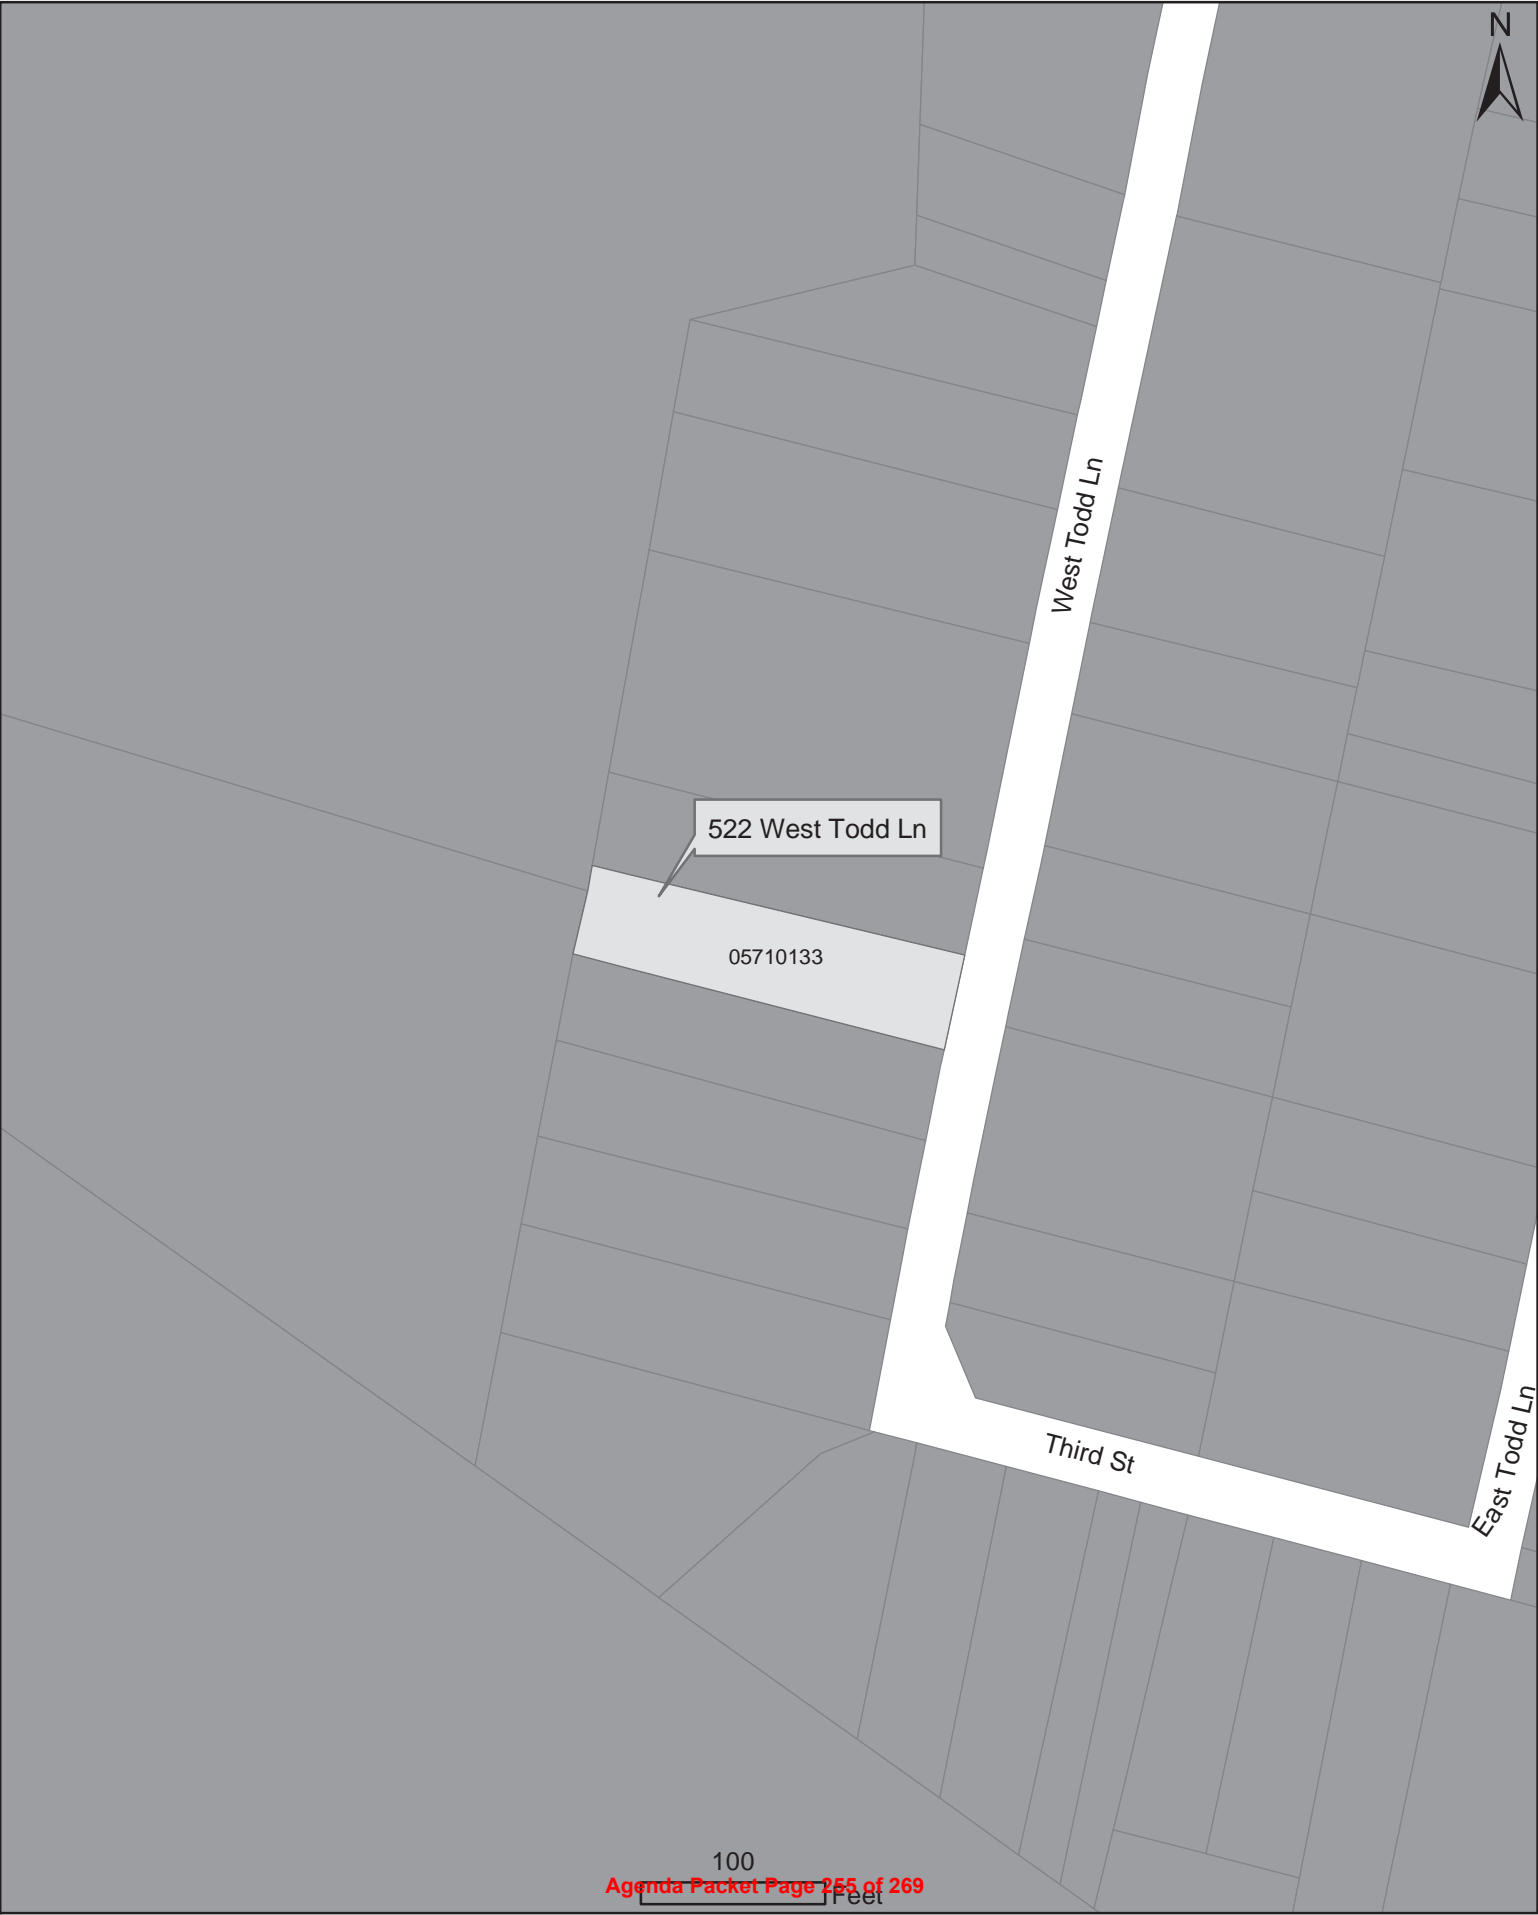 N
West Todd Ln
522 West Todd Ln
05710133
East Todd Ln
Third St
100
Agenda Packet Page 255 of 269
Feet